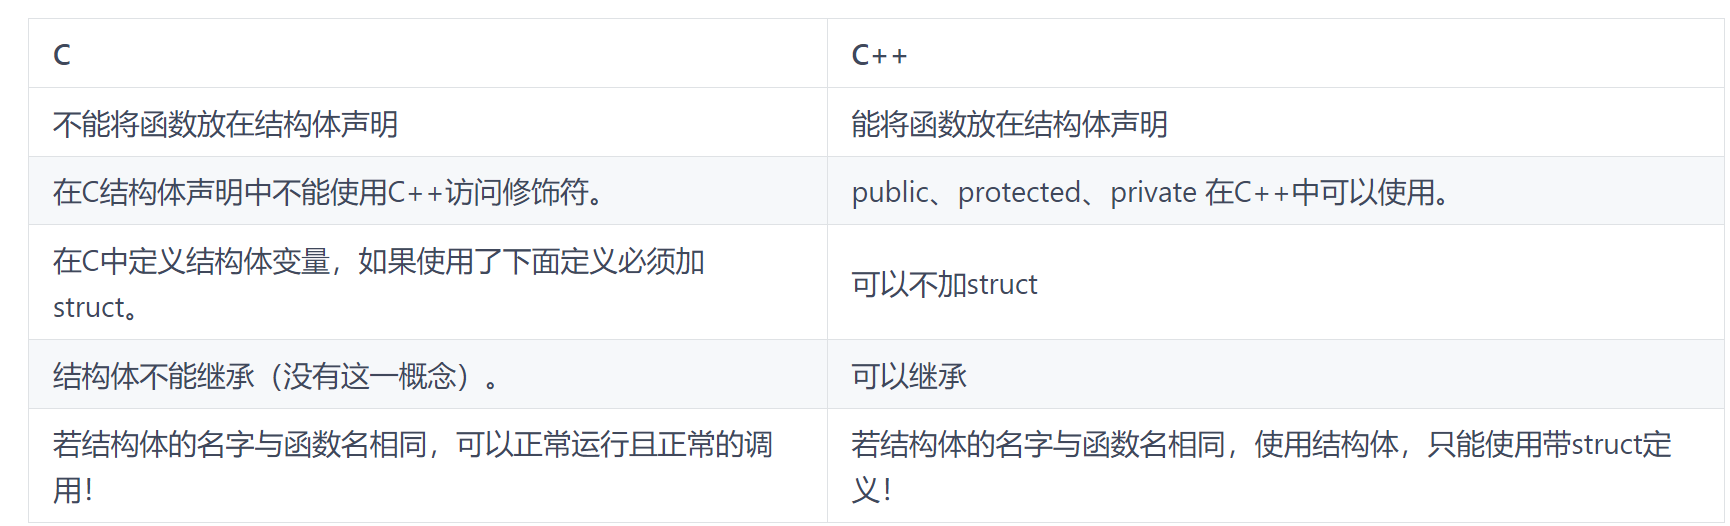 C
C++
不能将函数放在结构体声明
能将函数放在结构体声明
在C结构体声明中不能使用C++访问修饰符。
public、protected、private 在C++中可以使用。
在C中定义结构体变量，如果使用了下面定义必须加
struct。
可以不加struct
结构体不能继承（没有这一概念）。
可以继承
若结构体的名字与函数名相同，可以正常运行且正常的调
用！
若结构体的名字与函数名相同，使用结构体，只能使用带struct定
义！